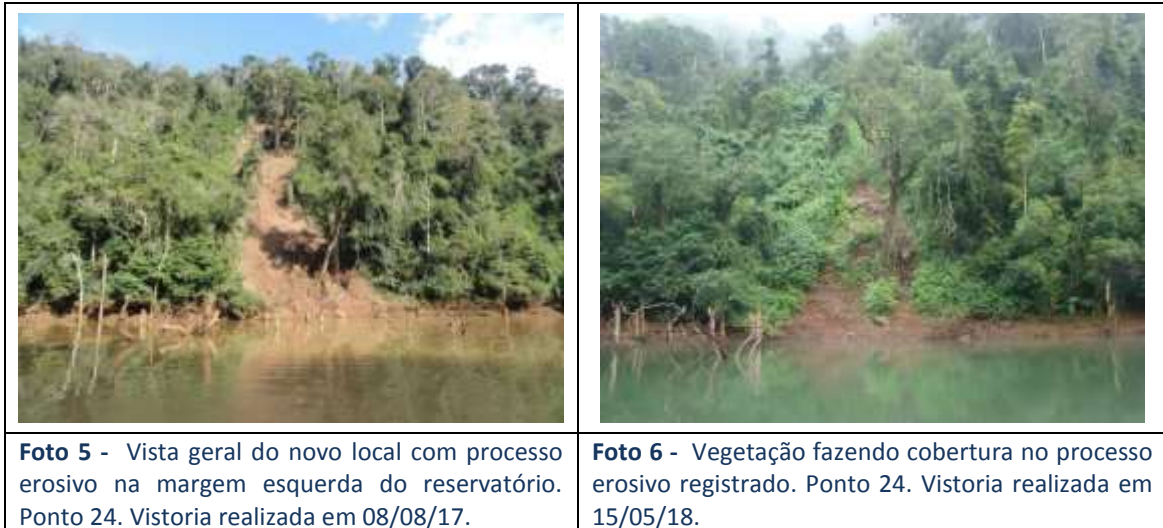 Foto 5 - Vista geral do novo local com processo
erosivo na margem esquerda do reservatório.
Ponto 24. Vistoria realizada em 08/08/17.
Foto 6 - Vegetação fazendo cobertura no processo
erosivo registrado. Ponto 24. Vistoria realizada em
15/05/18.